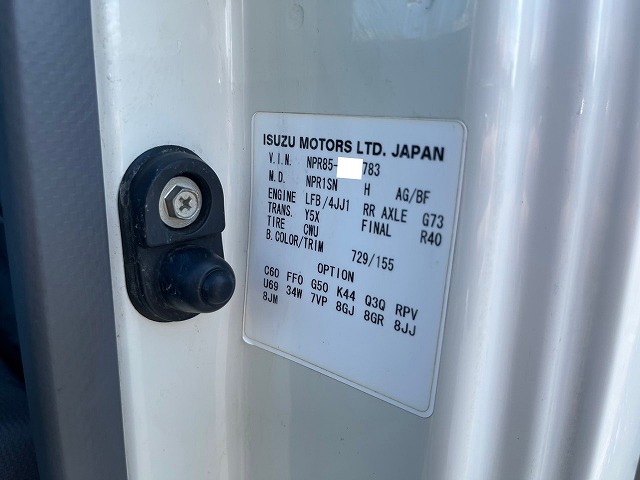 ISUZU MOTORS LTD. JAPAN
V.I.N. NPR85- 783
M.D. NPR1SN H AG/BF
ENGINE LFB/4JJ1 RR AXLE G73
TRANS. Y5X FINAL R40
TIRE CWU
B.COLOR/TRIM 729/155
OPTION
C60 FF0 G50 K44 Q3Q RPV
U69 34W 7VP 8GJ 8GR 8JJ
8JM